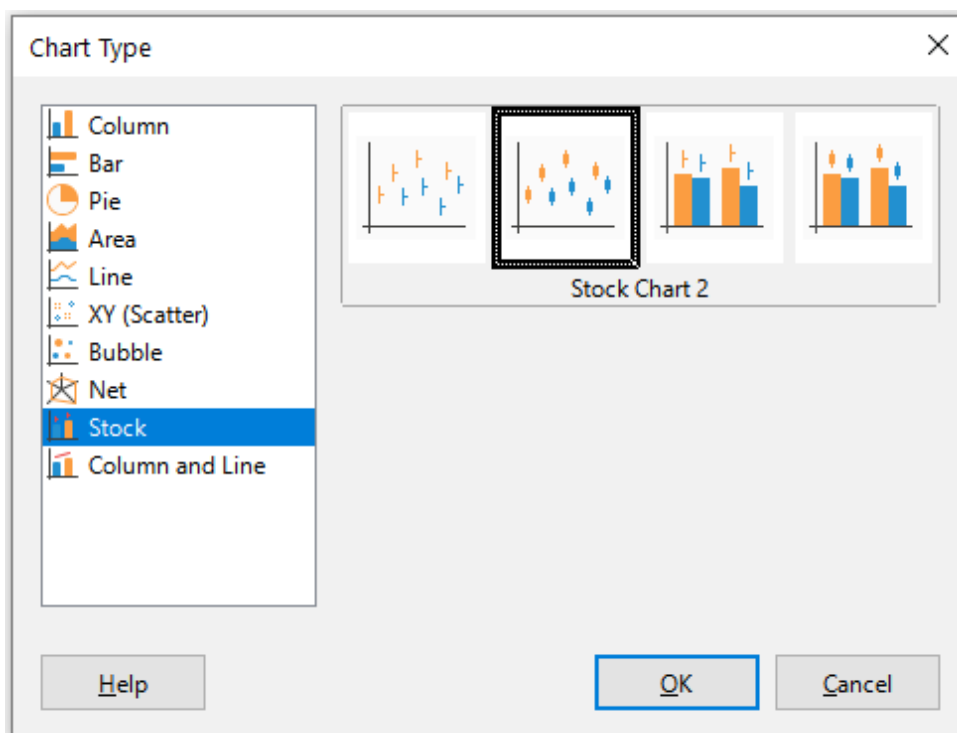 Chart Type
Column
Bar
Pie
Area
Line
XY (Scatter)
Bubble
Net
Stock
Column and Line
Stock Chart 2
Help
OK
Cancel